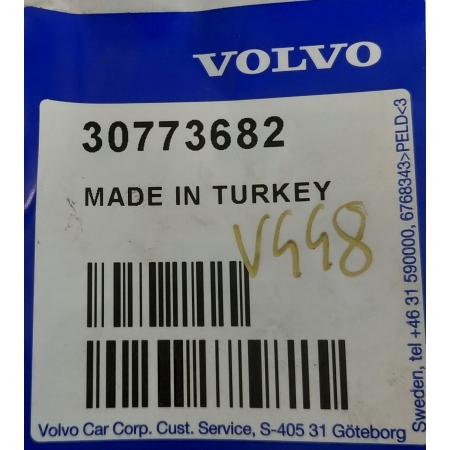 VOLVO
30773682
MADE IN TURKEY
V448
Volvo Car Corp. Cust. Service, S-405 31 Göteborg
Sweden, tel +46 31 590000, 6768343>PELD<3